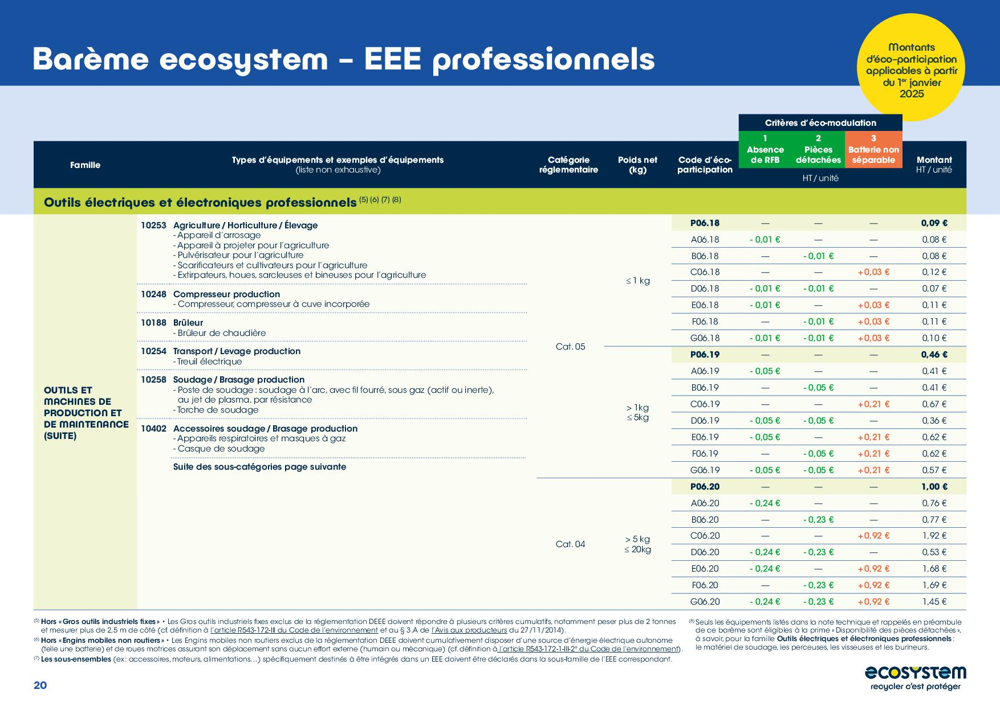 Barème ecosystem – EEE professionnels
Montants
d'éco-participation
applicables à partir
du 1er janvier
2025
Critères d'éco-modulation
Famille
Types d'équipements et exemples d'équipements
(liste non exhaustive)
Catégorie
réglementaire
Poids net
(kg)
Code d'éco-
participation
1
Absence
de RFB
2
Pièces
détachées
3
Batterie non
séparable
HT / unité
Montant
HT / unité
Outils électriques et électroniques professionnels (5) (6) (7) (8)
OUTILS ET
MACHINES DE
PRODUCTION ET
DE MAINTENANCE
(SUITE)
10253 Agriculture / Horticulture / Élevage
- Appareil d'arrosage
- Appareil à projeter pour l'agriculture
- Pulvérisateur pour l'agriculture
- Scarificateurs et cultivateurs pour l'agriculture
- Extirpateurs, houes, sarcleuses et bineuses pour l'agriculture
10248 Compresseur production
- Compresseur, compresseur à cuve incorporée
10188 Brûleur
- Brûleur de chaudière
10254 Transport / Levage production
- Treuil électrique
10258 Soudage / Brasage production
- Poste de soudage : soudage à l'arc, avec fil fourré, sous gaz (actif ou inerte),
au jet de plasma, par résistance
- Torche de soudage
10402 Accessoires soudage / Brasage production
- Appareils respiratoires et masques à gaz
- Casque de soudage
Suite des sous-catégories page suivante
Cat. 05
≤ 1 kg
P06.18 — — — 0,09 €
A06.18 - 0,01 € — — 0,08 €
B06.18 — - 0,01 € — 0,08 €
C06.18 — — + 0,03 € 0,12 €
D06.18 - 0,01 € - 0,01 € — 0,07 €
E06.18 - 0,01 € — + 0,03 € 0,11 €
F06.18 — - 0,01 € + 0,03 € 0,11 €
G06.18 - 0,01 € - 0,01 € + 0,03 € 0,10 €
> 1kg
≤ 5kg
P06.19 — — — 0,46 €
A06.19 - 0,05 € — — 0,41 €
B06.19 — - 0,05 € — 0,41 €
C06.19 — — + 0,21 € 0,67 €
D06.19 - 0,05 € - 0,05 € — 0,36 €
E06.19 - 0,05 € — + 0,21 € 0,62 €
F06.19 — - 0,05 € + 0,21 € 0,62 €
G06.19 - 0,05 € - 0,05 € + 0,21 € 0,57 €
Cat. 04
> 5 kg
≤ 20kg
P06.20 — — — 1,00 €
A06.20 - 0,24 € — — 0,76 €
B06.20 — - 0,23 € — 0,77 €
C06.20 — — + 0,92 € 1,92 €
D06.20 - 0,24 € - 0,23 € — 0,53 €
E06.20 - 0,24 € — + 0,92 € 1,68 €
F06.20 — - 0,23 € + 0,92 € 1,69 €
G06.20 - 0,24 € - 0,23 € + 0,92 € 1,45 €
(5) Hors « Gros outils industriels fixes » • Les Gros outils industriels fixes exclus de la réglementation DEEE doivent répondre à plusieurs critères cumulatifs, notamment peser plus de 2 tonnes
et mesurer plus de 2,5 m de côté (cf. définition à l'article R543-172-III du Code de l'environnement et au § 3.A de l'Avis aux producteurs du 27/11/2014).
(6) Hors « Engins mobiles non routiers » • Les Engins mobiles non routiers exclus de la réglementation DEEE doivent cumulativement disposer d'une source d'énergie électrique autonome
(telle une batterie) et de roues motrices assurant son déplacement sans aucun effort externe (humain ou mécanique) (cf. définition à l'article R543-172-1-III-2° du Code de l'environnement).
(7) Les sous-ensembles (ex : accessoires, moteurs, alimentations...) spécifiquement destinés à être intégrés dans un EEE doivent être déclarés dans la sous-famille de l'EEE correspondant.
(8) Seuls les équipements listés dans la note technique et rappelés en préambule
de ce barème sont éligibles à la prime « Disponibilité des pièces détachées »,
à savoir, pour la famille Outils électriques et électroniques professionnels :
le matériel de soudage, les perceuses, les visseuses et les burineurs.
20
ecosystem
recycler c'est protéger